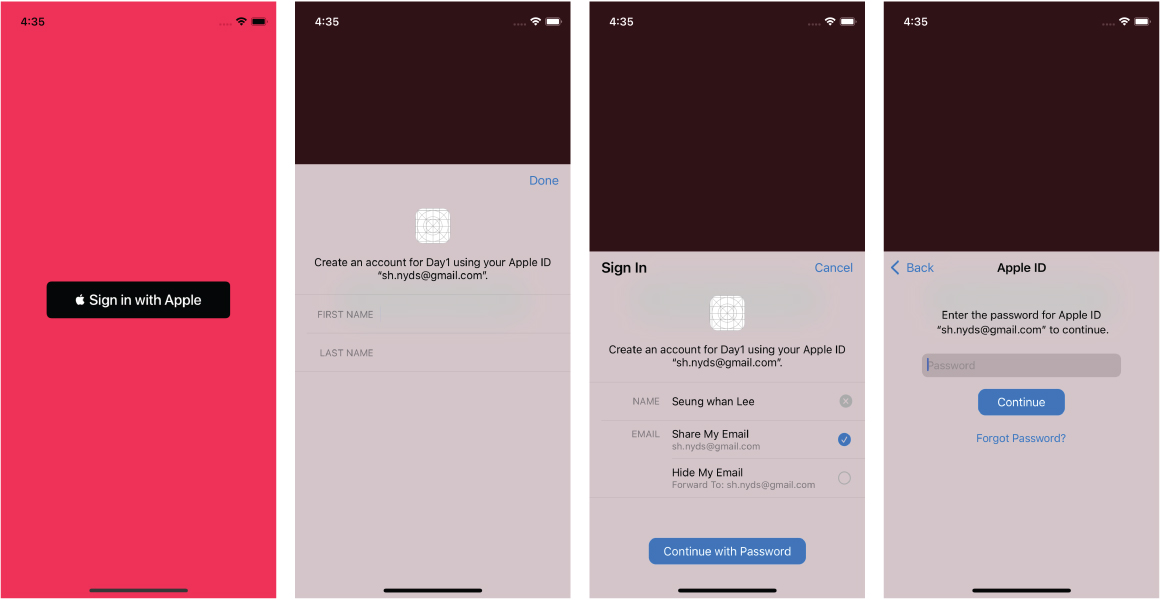 4:35
Sign in with Apple
4:35
Done
Create an account for Day1 using your Apple ID
“sh.nyds@gmail.com”.
FIRST NAME
LAST NAME
4:35
Sign In
Cancel
Create an account for Day1 using your Apple ID
“sh.nyds@gmail.com”.
NAME Seung whan Lee
EMAIL Share My Email
sh.nyds@gmail.com
Hide My Email
Forward To: sh.nyds@gmail.com
Continue with Password
4:35
Back
Apple ID
Enter the password for Apple ID
“sh.nyds@gmail.com” to continue.
Password
Continue
Forgot Password?